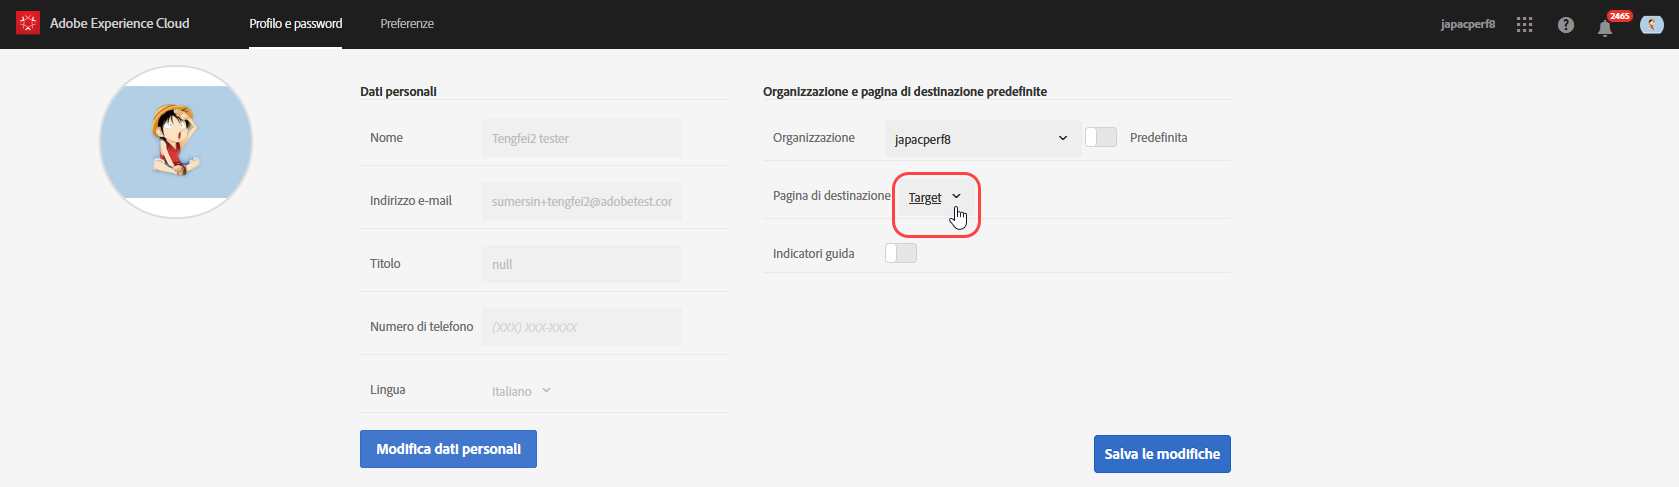 Adobe Experience Cloud
Profilo e password
Preferenze
japacperf8
2465
Dati personali
Nome
Tengfei2 tester
Indirizzo e-mail
sumersin+tengfei2@adobetest.cor
Titolo
null
Numero di telefono
(XXX) XXX-XXXX
Lingua
Italiano
Modifica dati personali
Organizzazione e pagina di destinazione predefinite
Organizzazione
japacperf8
Predefinita
Pagina di destinazione
Target
Indicatori guida
Salva le modifiche